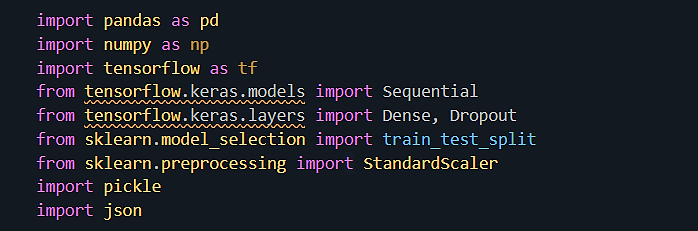 import pandas as pd
import numpy as np
import tensorflow as tf
from tensorflow.keras.models import Sequential
from tensorflow.keras.layers import Dense, Dropout
from sklearn.model_selection import train_test_split
from sklearn.preprocessing import StandardScaler
import pickle
import json